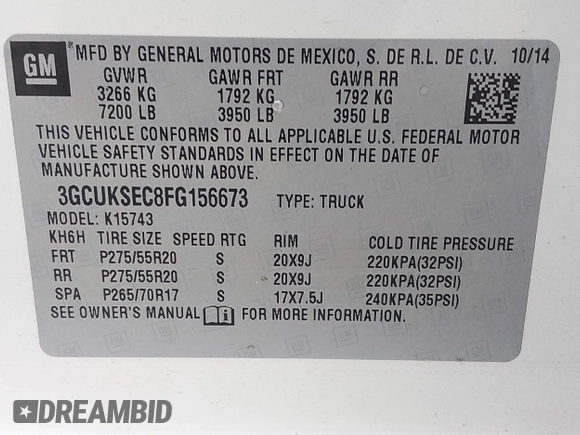 GM
MFD BY GENERAL MOTORS DE MEXICO, S. DE R.L. DE C.V. 10/14
GVWR GAWR FRT GAWR RR
3266 KG 1792 KG 1792 KG
7200 LB 3950 LB 3950 LB
THIS VEHICLE CONFORMS TO ALL APPLICABLE U.S. FEDERAL MOTOR
VEHICLE SAFETY STANDARDS IN EFFECT ON THE DATE OF
MANUFACTURE SHOWN ABOVE.
3GCUKSEC8FG156673 TYPE: TRUCK
MODEL: K15743
KH6H TIRE SIZE SPEED RTG RIM COLD TIRE PRESSURE
FRT P275/55R20 S 20X9J 220KPA(32PSI)
RR P275/55R20 S 20X9J 220KPA(32PSI)
SPA P265/70R17 S 17X7.5J 240KPA(35PSI)
SEE OWNER'S MANUAL FOR MORE INFORMATION.
DREAMBID